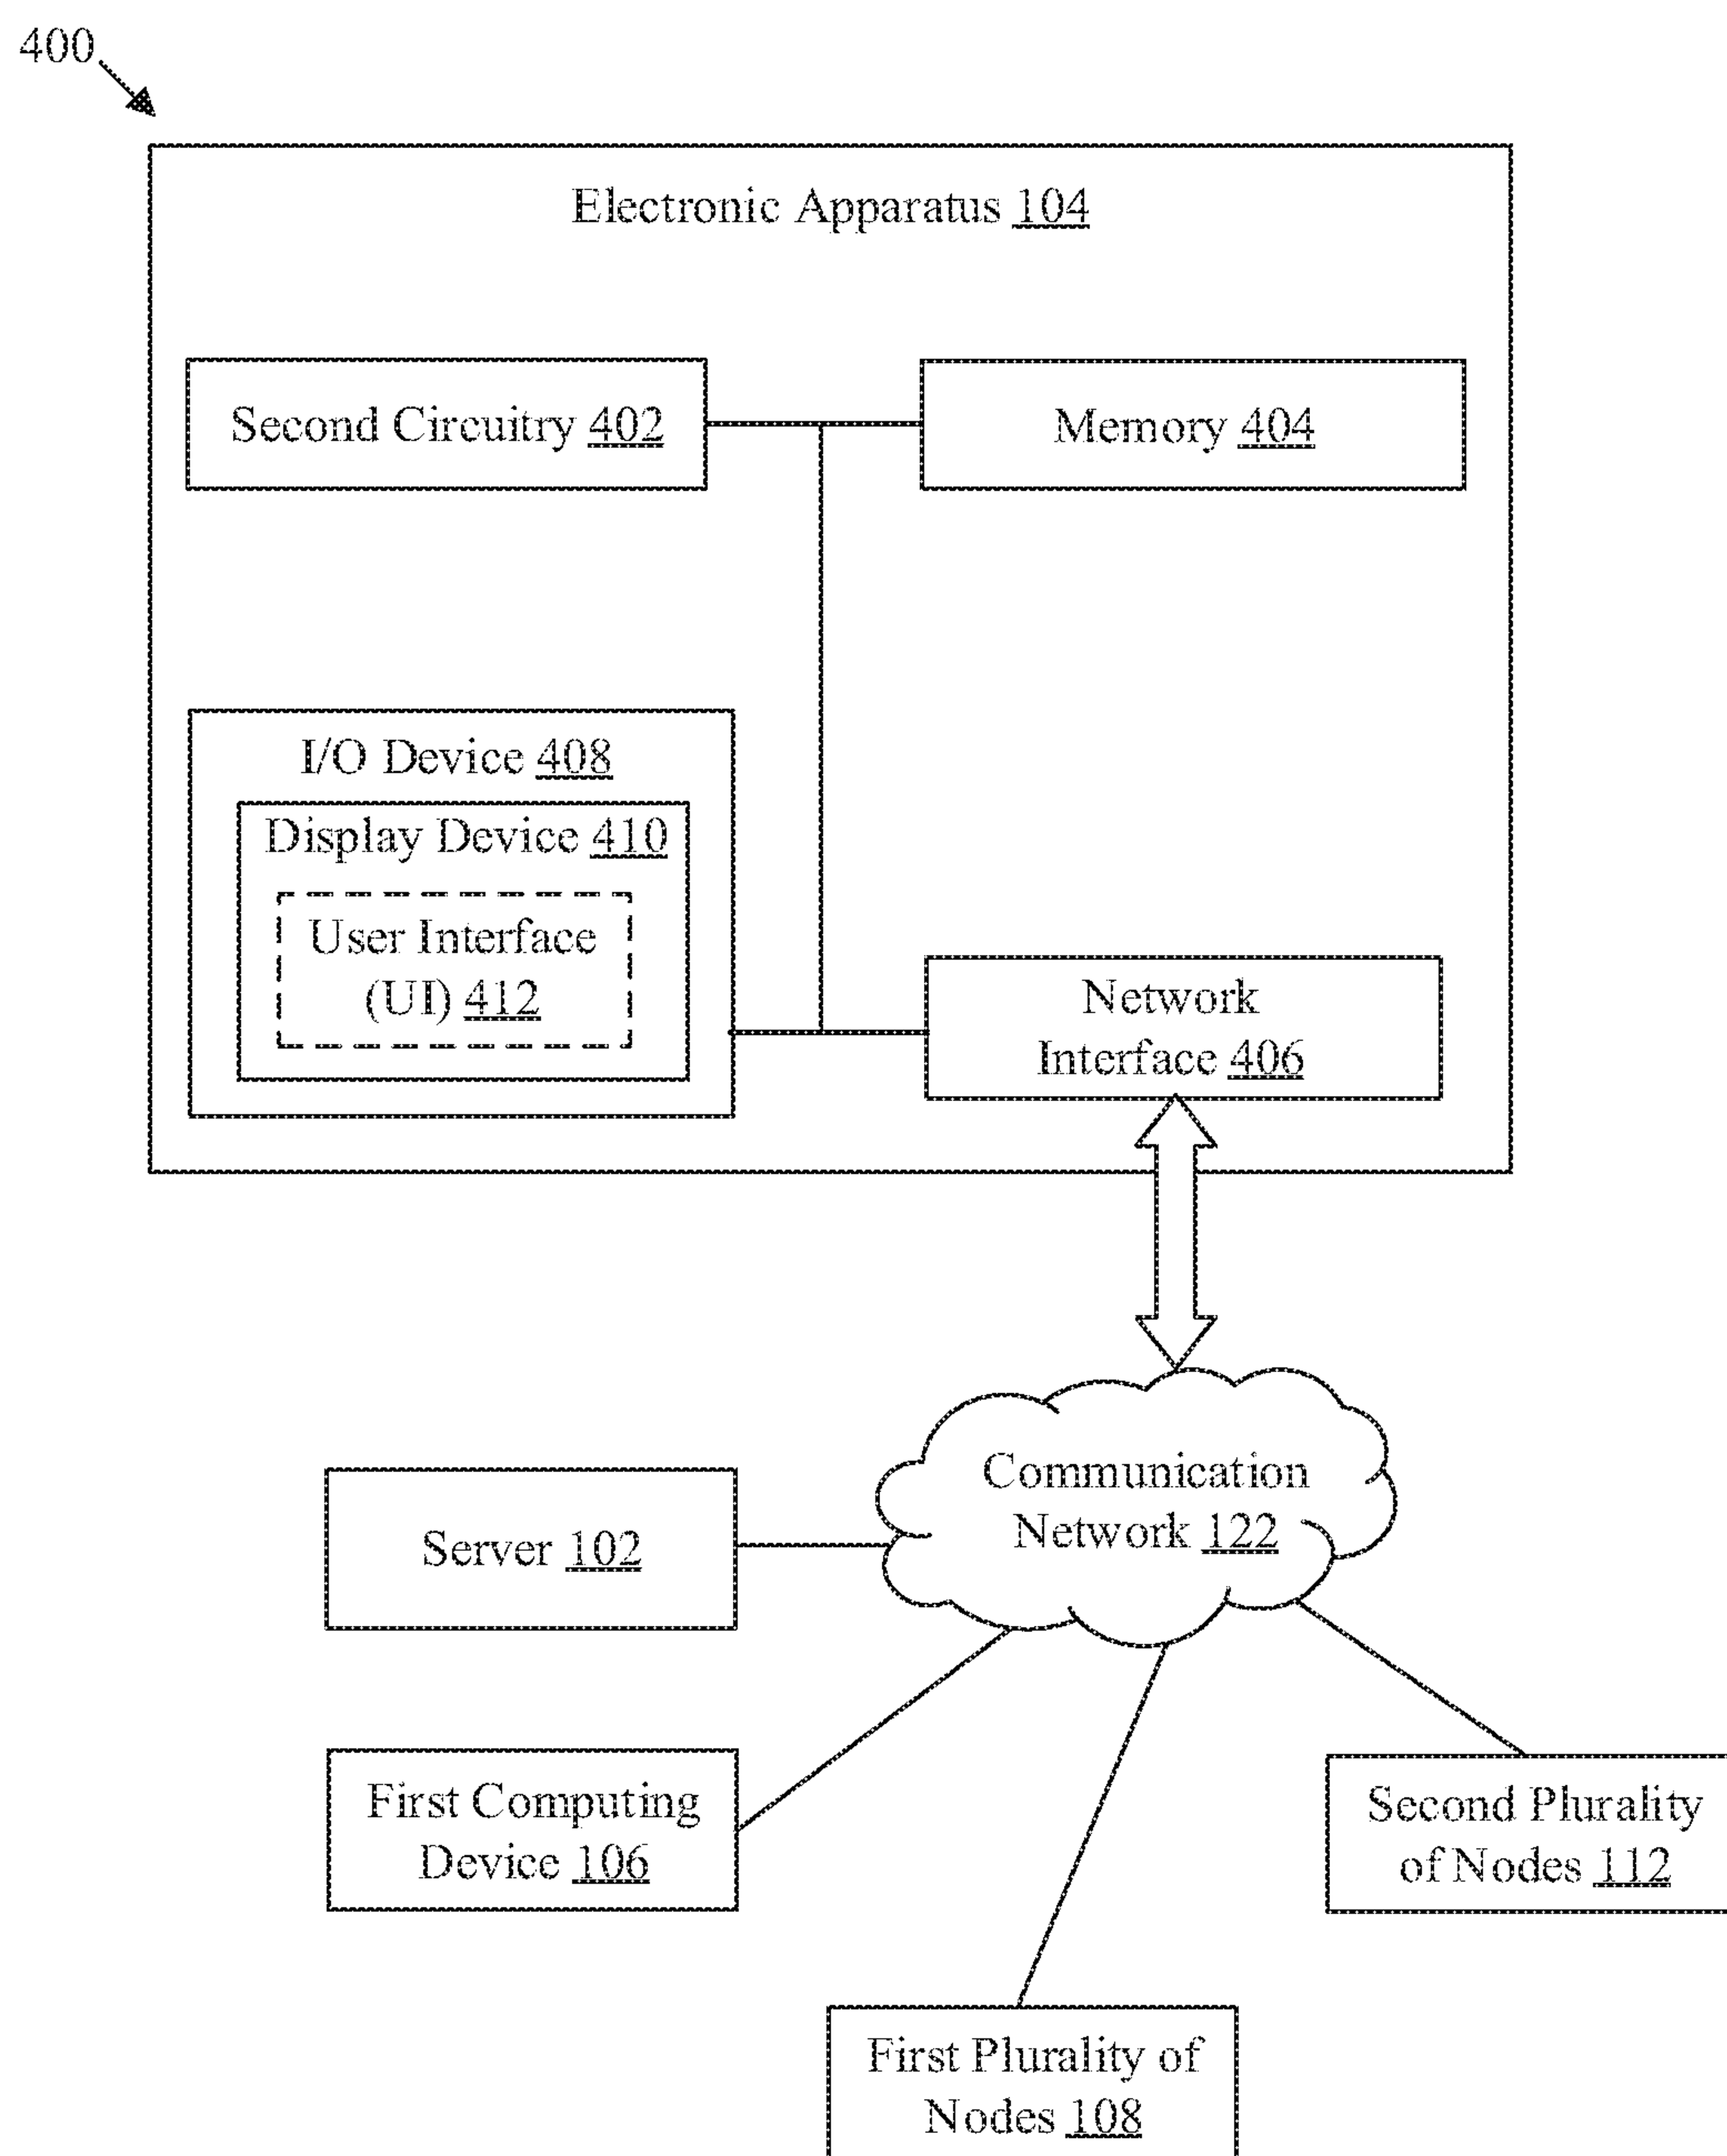 400
Electronic Apparatus 104
Second Circuitry 402
Memory 404
I/O Device 408
Display Device 410
User Interface
(UI) 412
Network
Interface 406
Communication
Network 122
Server 102
First Computing
Device 106
Second Plurality
of Nodes 112
First Plurality of
Nodes 108